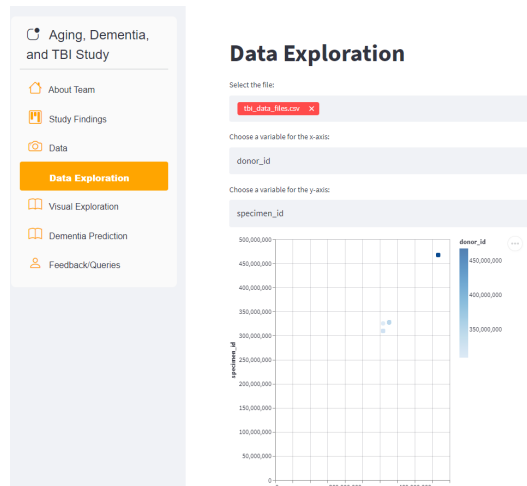 Aging, Dementia,
and TBI Study
About Team
Study Findings
Data
Data Exploration
Visual Exploration
Dementia Prediction
Feedback/Queries
Data Exploration
Select the file:
tbi_data_files.csv ×
Choose a variable for the x-axis:
donor_id
Choose a variable for the y-axis:
specimen_id
500,000,000
450,000,000
400,000,000
350,000,000
300,000,000
250,000,000
200,000,000
150,000,000
100,000,000
50,000,000
0
specimen_id
donor_id
450,000,000
400,000,000
350,000,000